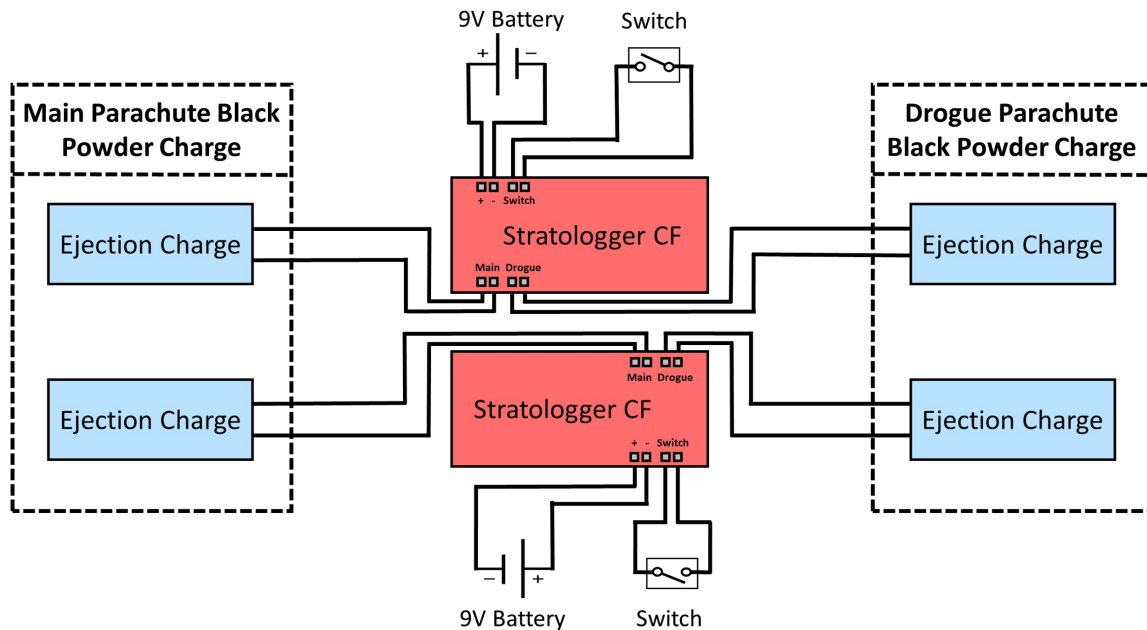 9V Battery
Switch
+ −
Main Parachute Black
Powder Charge
Drogue Parachute
Black Powder Charge
+ - Switch
Ejection Charge
Stratologger CF
Ejection Charge
Main Drogue
Main Drogue
Ejection Charge
Stratologger CF
Ejection Charge
+ - Switch
− +
9V Battery
Switch